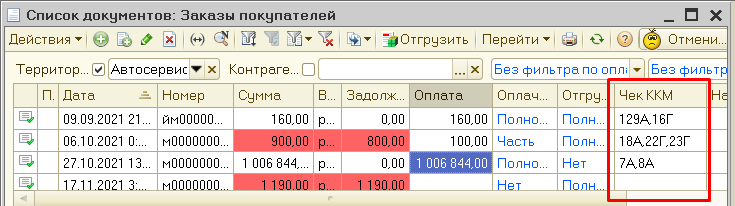 Список документов: Заказы покупателей
Действия Отгрузить Перейти Отмени...
Территор... Автосервис Контраге... ... Без фильтра по опл Без филь
П. Дата Номер Сумма В... Задолж... Оплата Оплач... Отгру... Чек ККМ На
09.09.2021 21... йм00000... 160,00 р... 0,00 160,00 Полно... Полн... 129А,16Г
06.10.2021 0:... м0000000... 900,00 р... 800,00 100,00 Часть Полн... 18А,22Г,23Г
27.10.2021 13... м0000000... 1 006 844,... р... 0,00 1 006 844,00 Полно... Нет 7А,8А
17.11.2021 0... м0000000... 1 190,00 р... 1 190,00 Нет Полн...